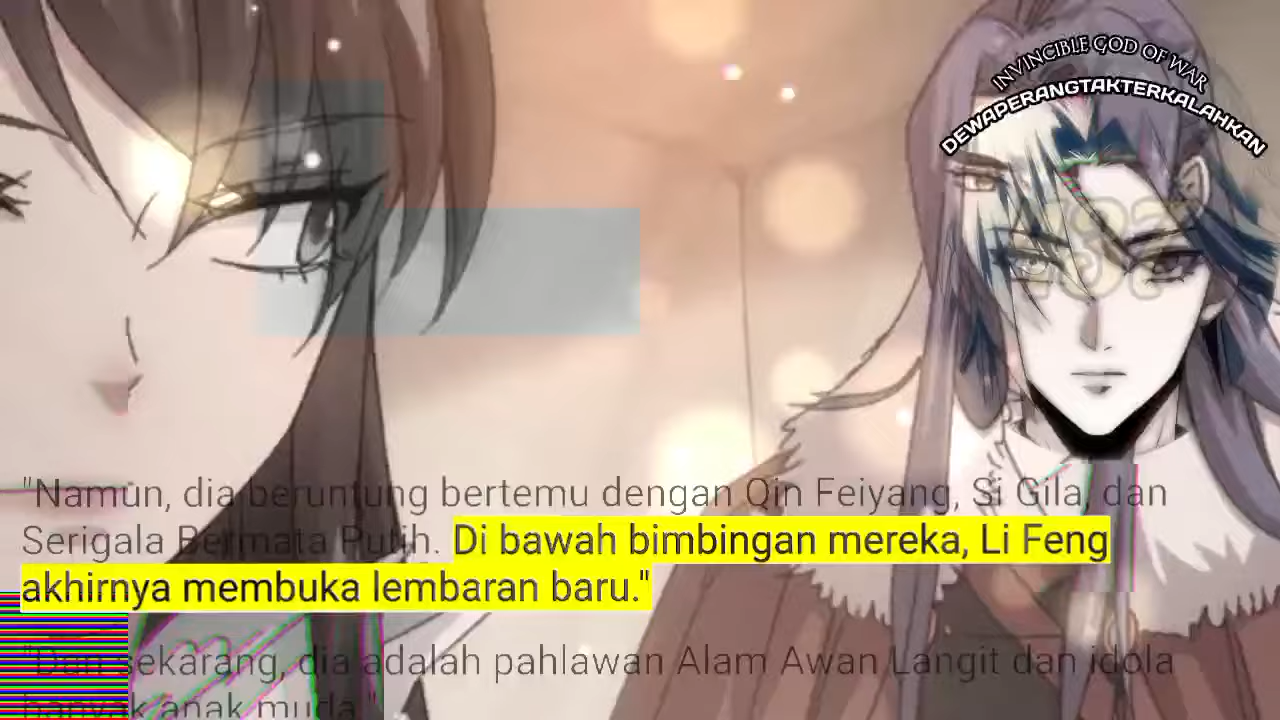 INVINCIBLE GOD OF WAR
DEWAPERANGTAKTERKALAHKAN
"Namun, dia beruntung bertemu dengan Qin Feiyang, Si Gila, dan
Serigala Bermata Putih. Di bawah bimbingan mereka, Li Feng
akhirnya membuka lembaran baru."
"Dan sekarang, dia adalah pahlawan Alam Awan Langit dan idola
banyak anak muda."